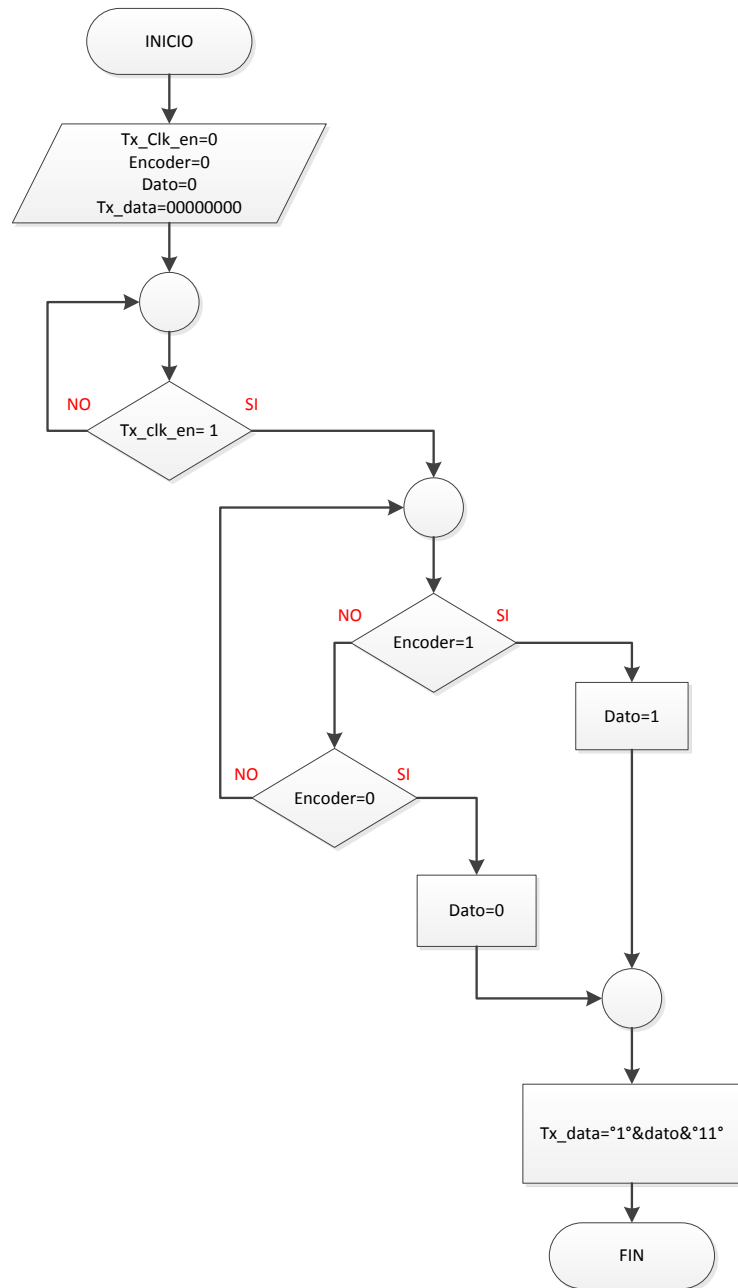 INICIO
Tx_Clk_en=0
Encoder=0
Dato=0
Tx_data=00000000
NO
SI
Tx_clk_en= 1
NO
SI
Encoder=1
Dato=1
NO
SI
Encoder=0
Dato=0
Tx_data=°1°&dato&°11°
FIN